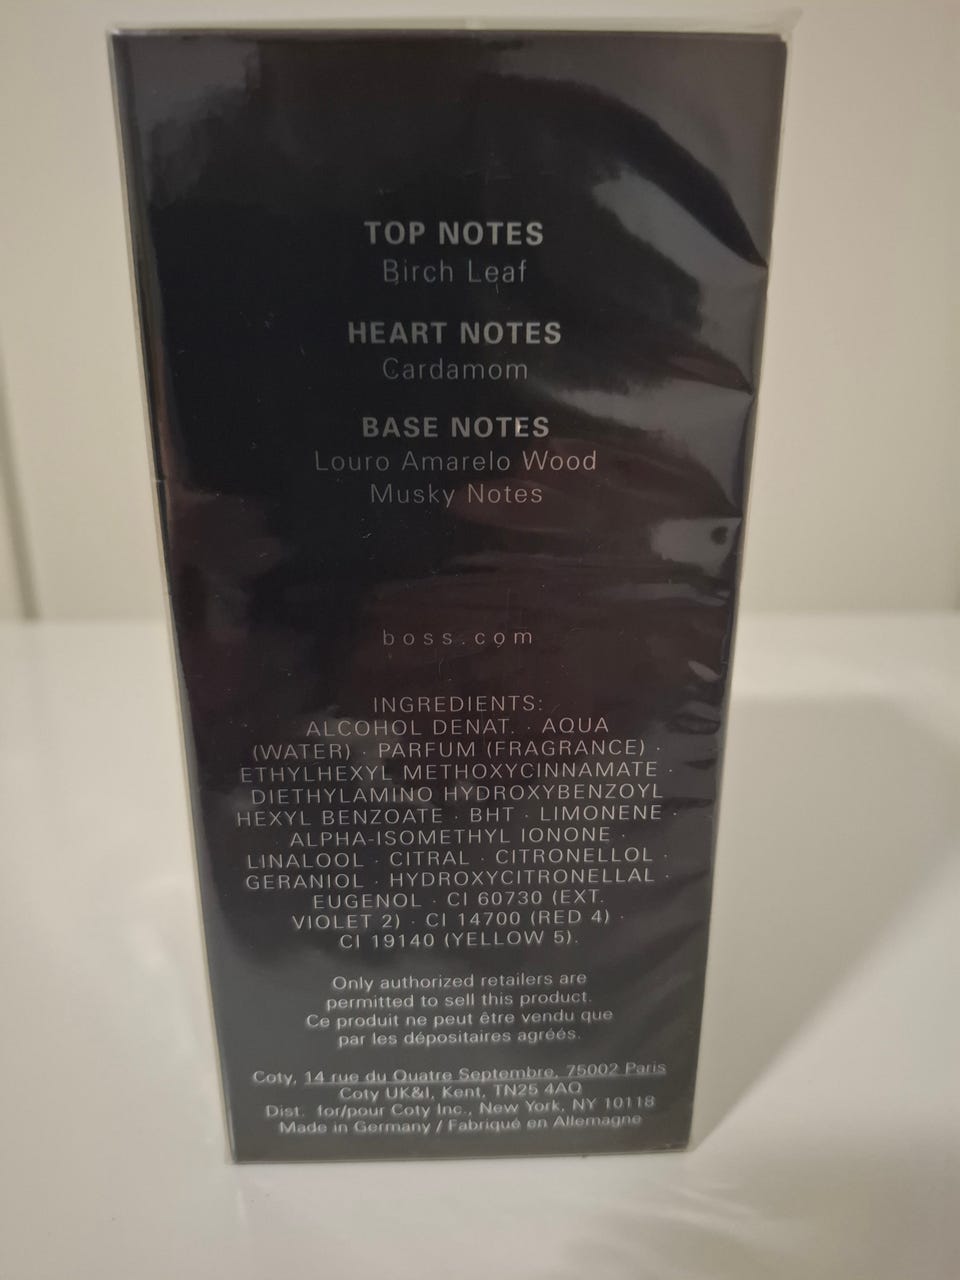 TOP NOTES
Birch Leaf
HEART NOTES
Cardamom
BASE NOTES
Louro Amarelo Wood
Musky Notes
boss.com
INGREDIENTS:
ALCOHOL DENAT. · AQUA
(WATER) · PARFUM (FRAGRANCE) ·
ETHYLHEXYL METHOXYCINNAMATE ·
DIETHYLAMINO HYDROXYBENZOYL
HEXYL BENZOATE · BHT · LIMONENE ·
ALPHA-ISOMETHYL IONONE ·
LINALOOL · CITRAL · CITRONELLOL ·
GERANIOL · HYDROXYCITRONELLAL ·
EUGENOL · CI 60730 (EXT.
VIOLET 2) · CI 14700 (RED 4) ·
CI 19140 (YELLOW 5).
Only authorized retailers are
permitted to sell this product.
Ce produit ne peut être vendu que
par les dépositaires agréés.
Coty, 14 rue du Quatre Septembre, 75002 Paris
Coty UK&I, Kent, TN25 4AQ
Dist. for/pour Coty Inc., New York, NY 10118
Made in Germany / Fabriqué en Allemagne